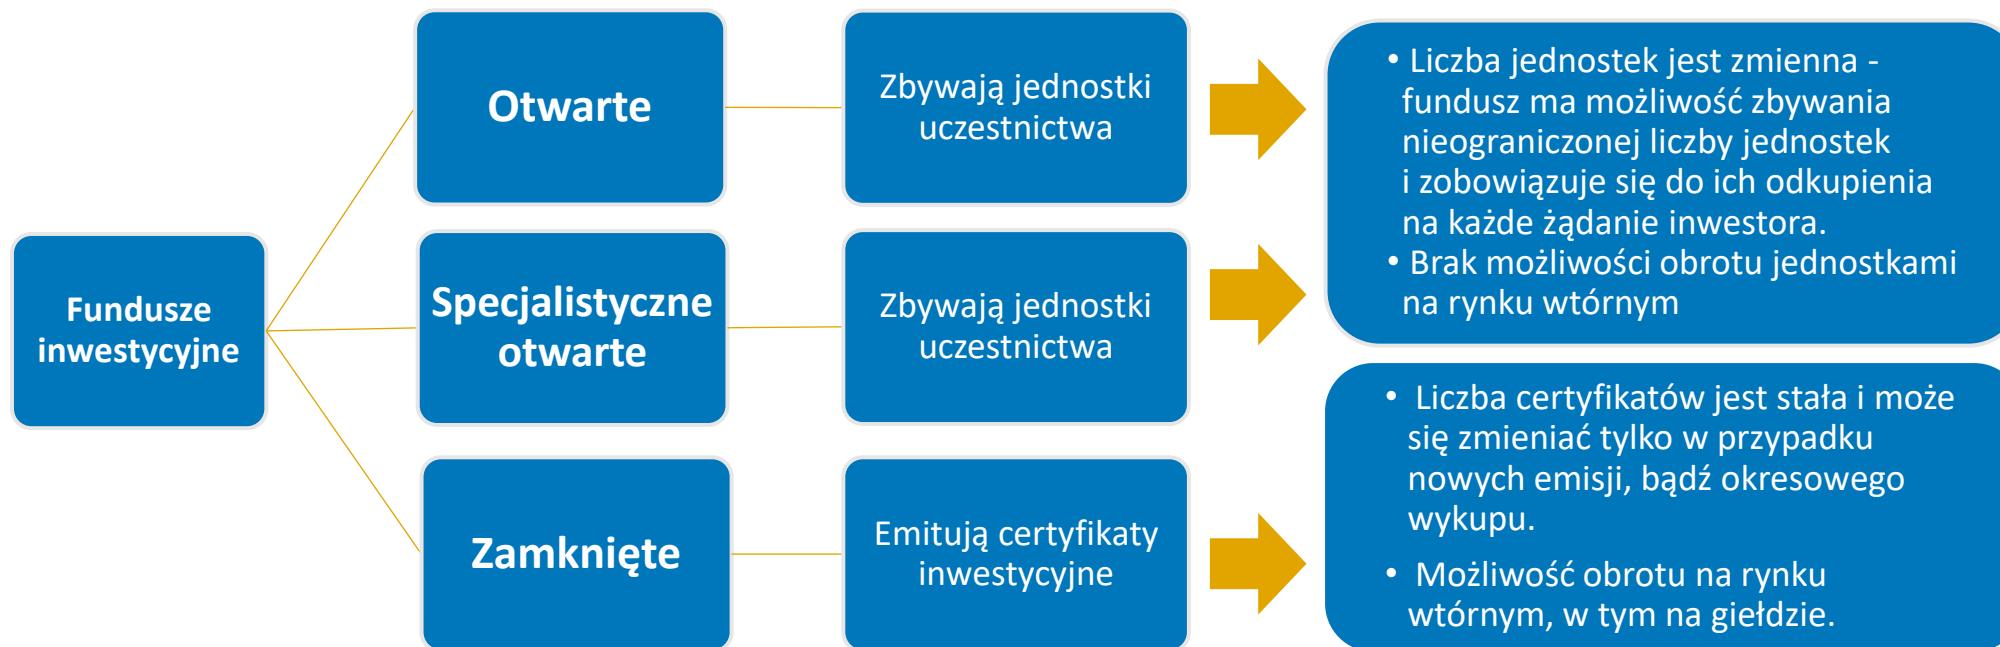 Fundusze
inwestycyjne
Otwarte
Zbywają jednostki
uczestnictwa
• Liczba jednostek jest zmienna -
fundusz ma możliwość zbywania
nieograniczonej liczby jednostek
i zobowiązuje się do ich odkupienia
na każde żądanie inwestora.
• Brak możliwości obrotu jednostkami
na rynku wtórnym
Specjalistyczne
otwarte
Zbywają jednostki
uczestnictwa
Zamknięte
Emitują certyfikaty
inwestycyjne
• Liczba certyfikatów jest stała i może
się zmieniać tylko w przypadku
nowych emisji, bądź okresowego
wykupu.
• Możliwość obrotu na rynku
wtórnym, w tym na giełdzie.